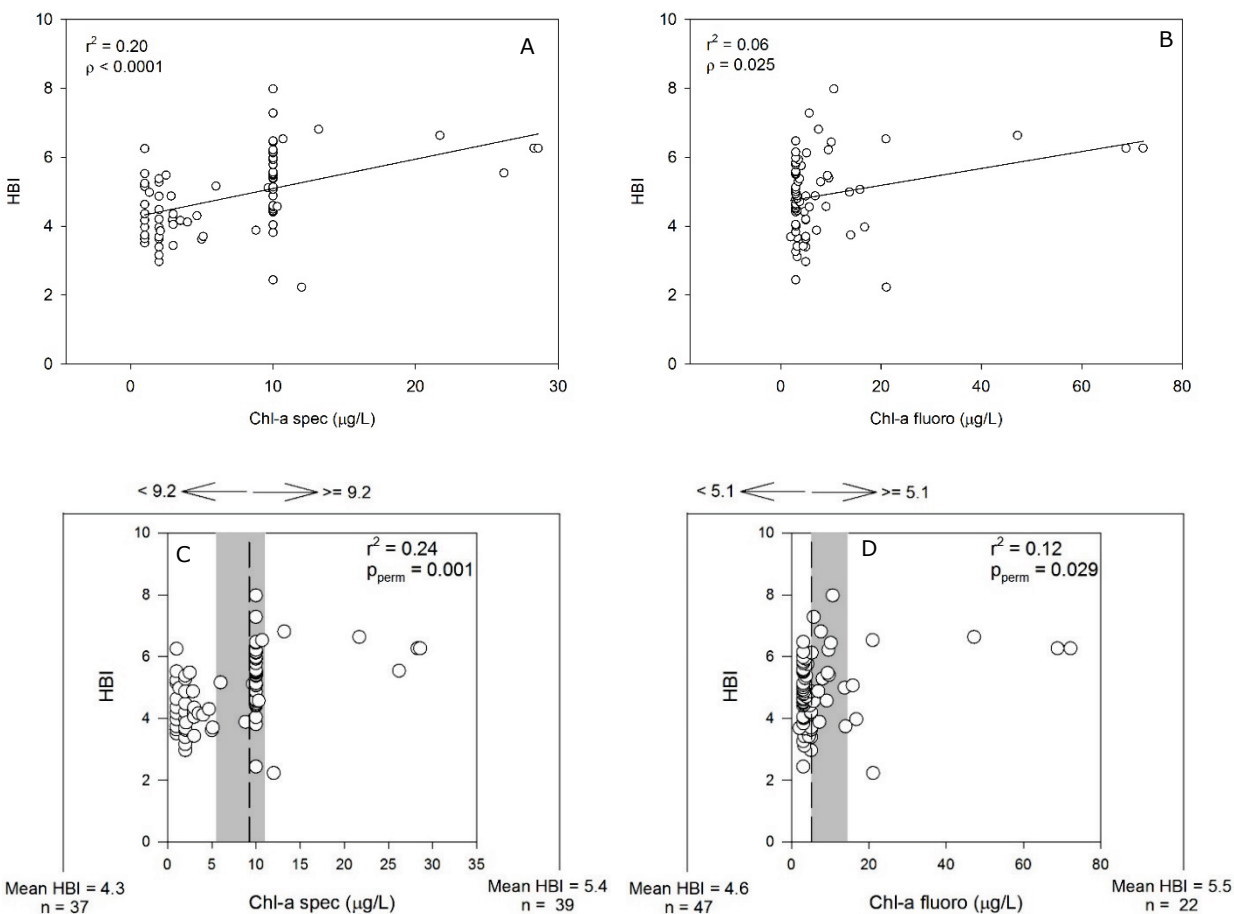 r² = 0.20
ρ < 0.0001
A
10
8
6
4
2
0
HBI
0 10 20 30
Chl-a spec (μg/L)
r² = 0.06
ρ = 0.025
B
10
8
6
4
2
0
HBI
0 20 40 60 80
Chl-a fluoro (μg/L)
< 9.2 >= 9.2
C
r² = 0.24
p_perm = 0.001
10
8
6
4
2
0
HBI
0 5 10 15 20 25 30 35
Chl-a spec (μg/L)
Mean HBI = 4.3
n = 37
Mean HBI = 5.4
n = 39
< 5.1 >= 5.1
D
r² = 0.12
p_perm = 0.029
10
8
6
4
2
0
HBI
0 20 40 60 80
Chl-a fluoro (μg/L)
Mean HBI = 4.6
n = 47
Mean HBI = 5.5
n = 22